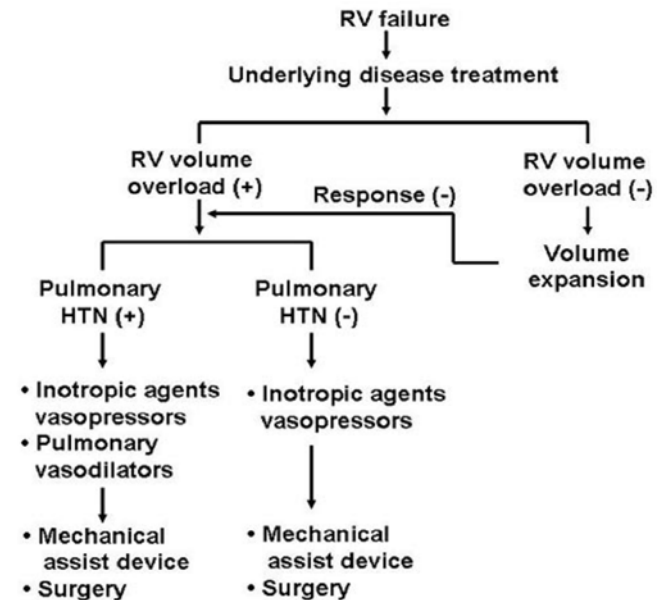 RV failure
Underlying disease treatment
RV volume
overload (+)
RV volume
overload (-)
Response (-)
Volume
expansion
Pulmonary
HTN (+)
Pulmonary
HTN (-)
• Inotropic agents
vasopressors
• Pulmonary
vasodilators
• Inotropic agents
vasopressors
• Mechanical
assist device
• Surgery
• Mechanical
assist device
• Surgery